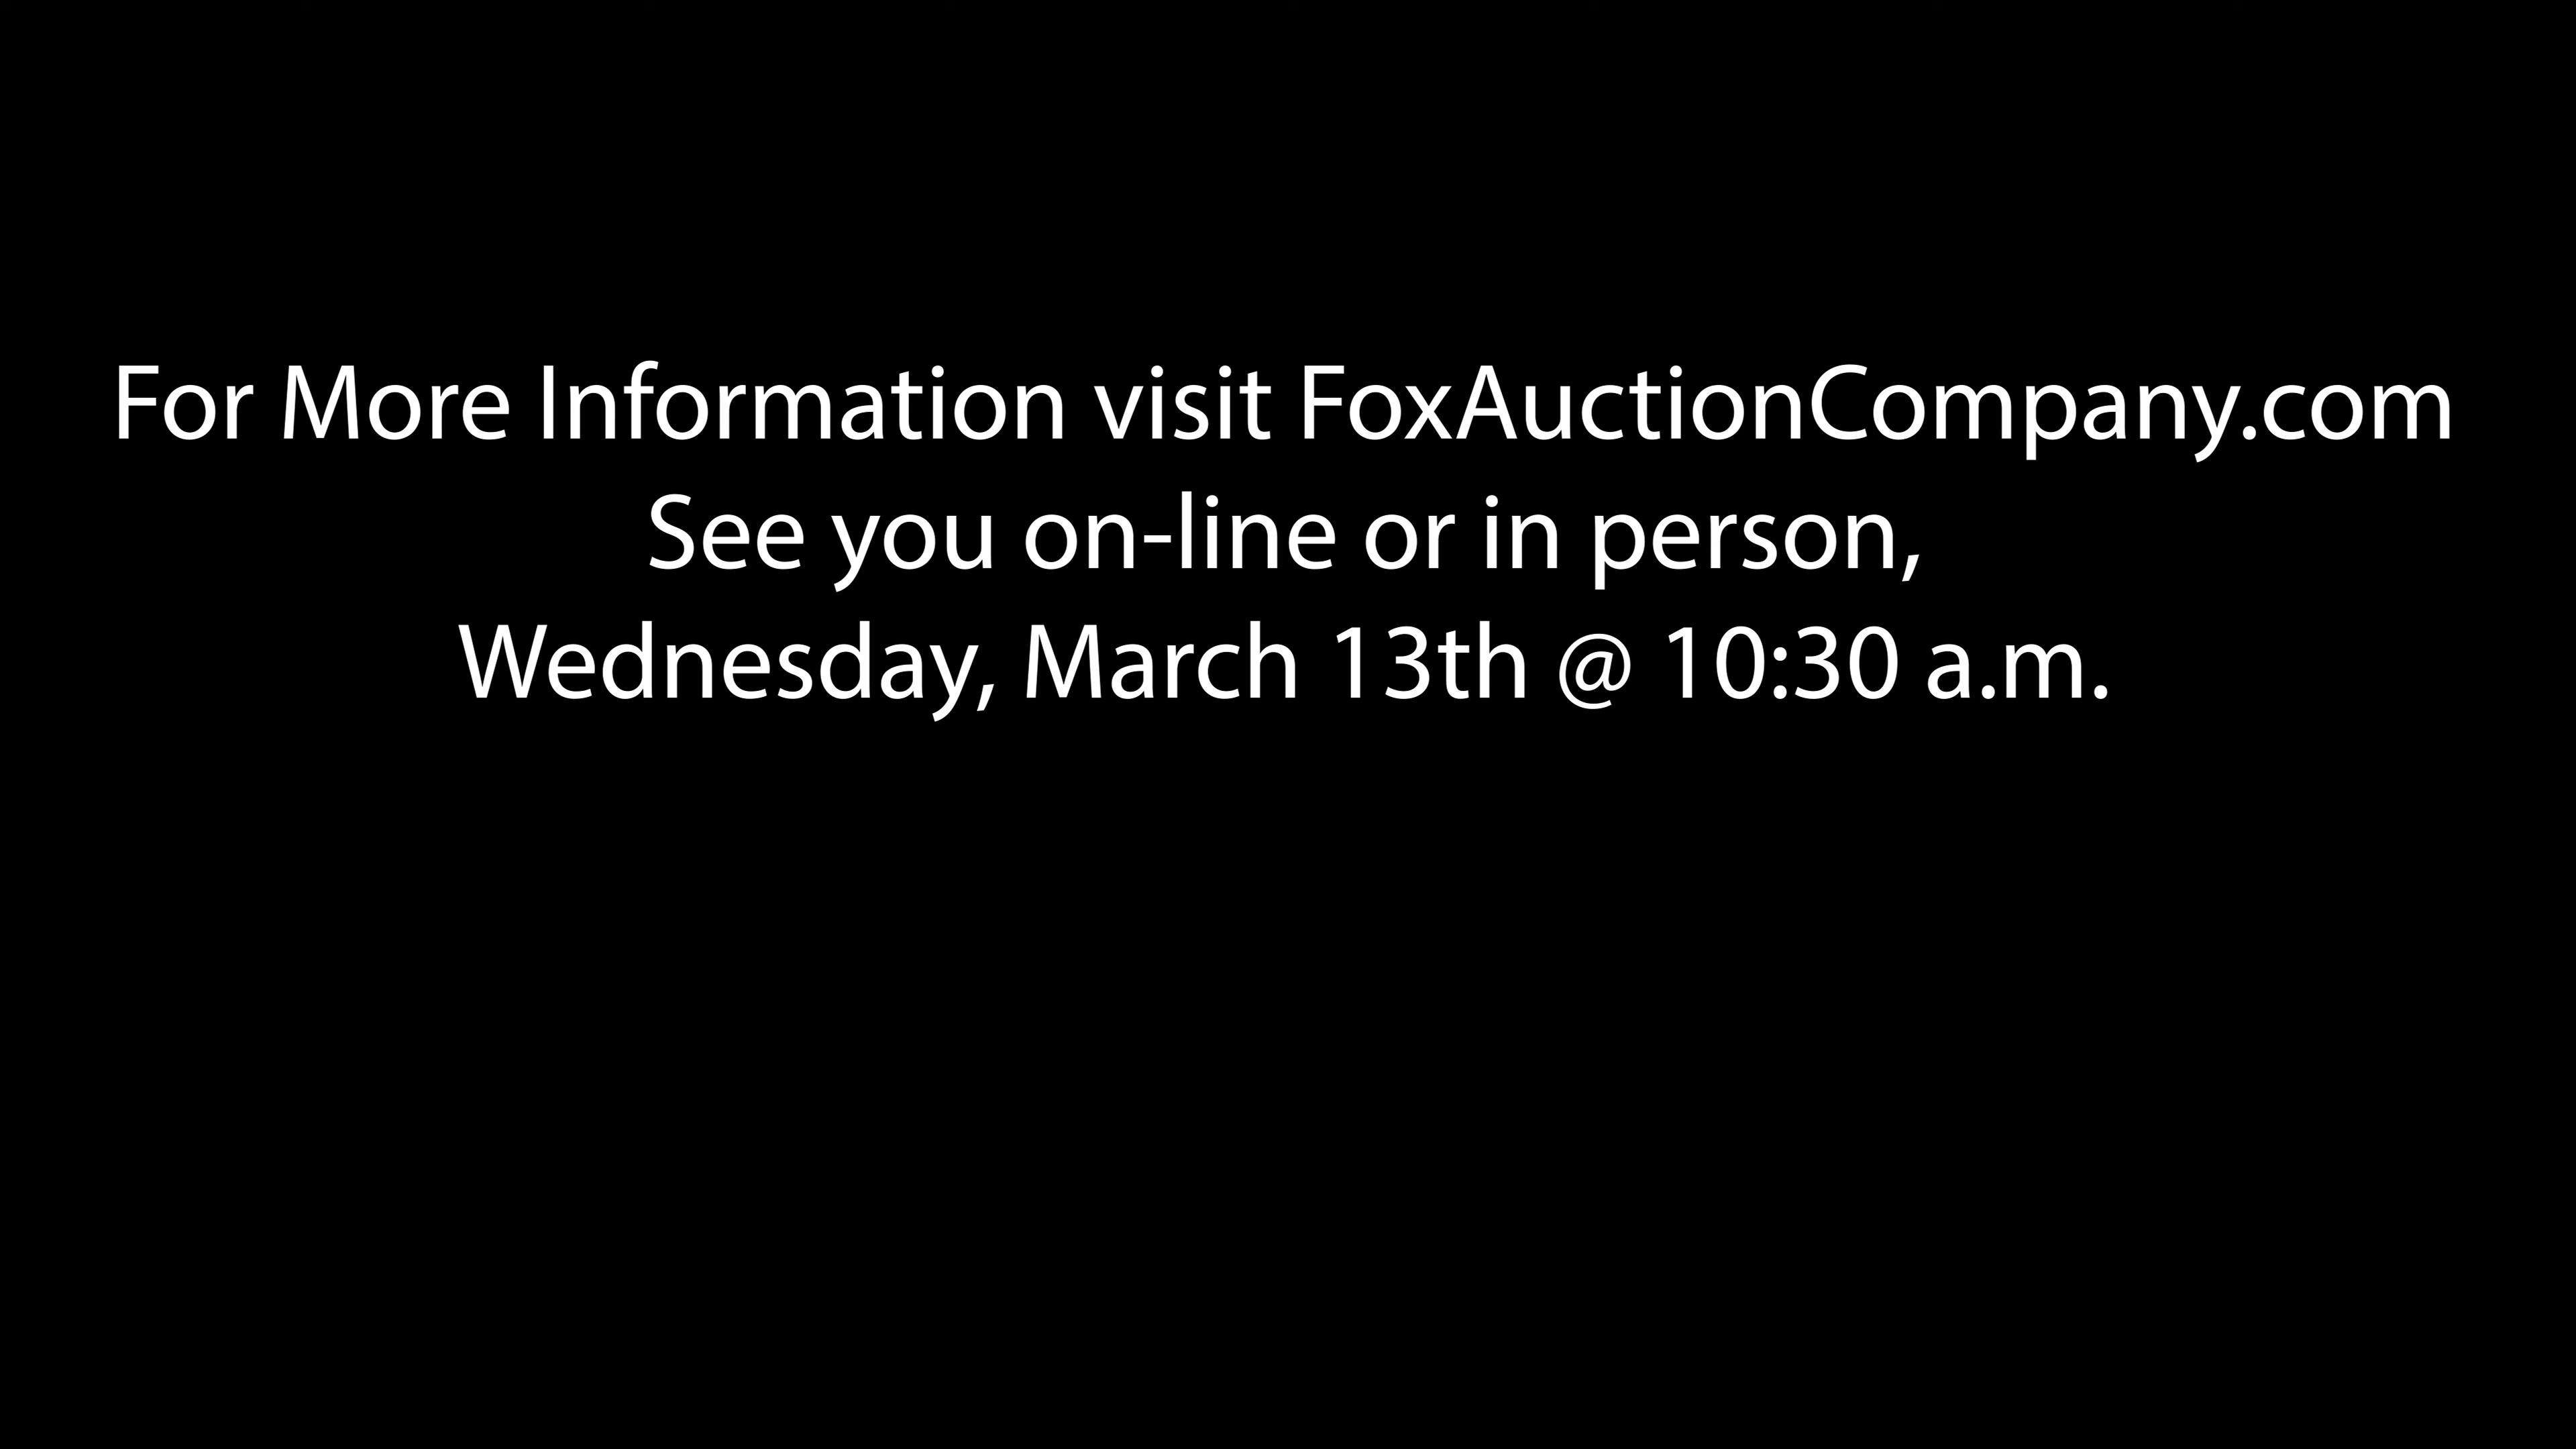 For More Information visit FoxAuctionCompany.com
See you on-line or in person,
Wednesday, March 13th @ 10:30 a.m.